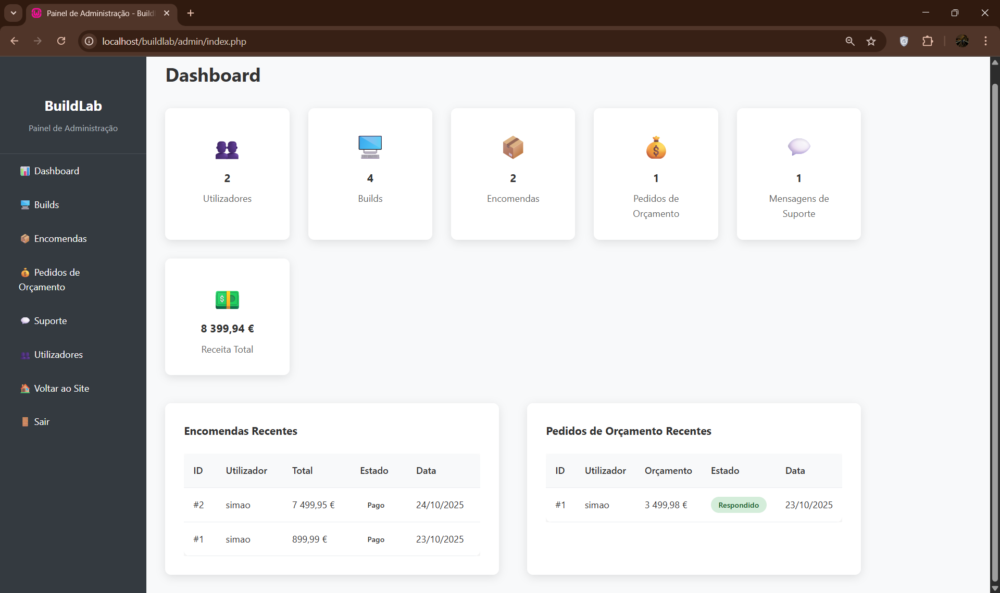 Painel de Administração - Build
localhost/buildlab/admin/index.php
BuildLab
Painel de Administração
Dashboard
Builds
Encomendas
Pedidos de
Orçamento
Suporte
Utilizadores
Voltar ao Site
Sair
Dashboard
2
Utilizadores
4
Builds
2
Encomendas
1
Pedidos de
Orçamento
1
Mensagens de
Suporte
8 399,94 €
Receita Total
Encomendas Recentes
ID Utilizador Total Estado Data
#2 simao 7 499,95 € Pago 24/10/2025
#1 simao 899,99 € Pago 23/10/2025
Pedidos de Orçamento Recentes
ID Utilizador Orçamento Estado Data
#1 simao 3 499,98 € Respondido 23/10/2025